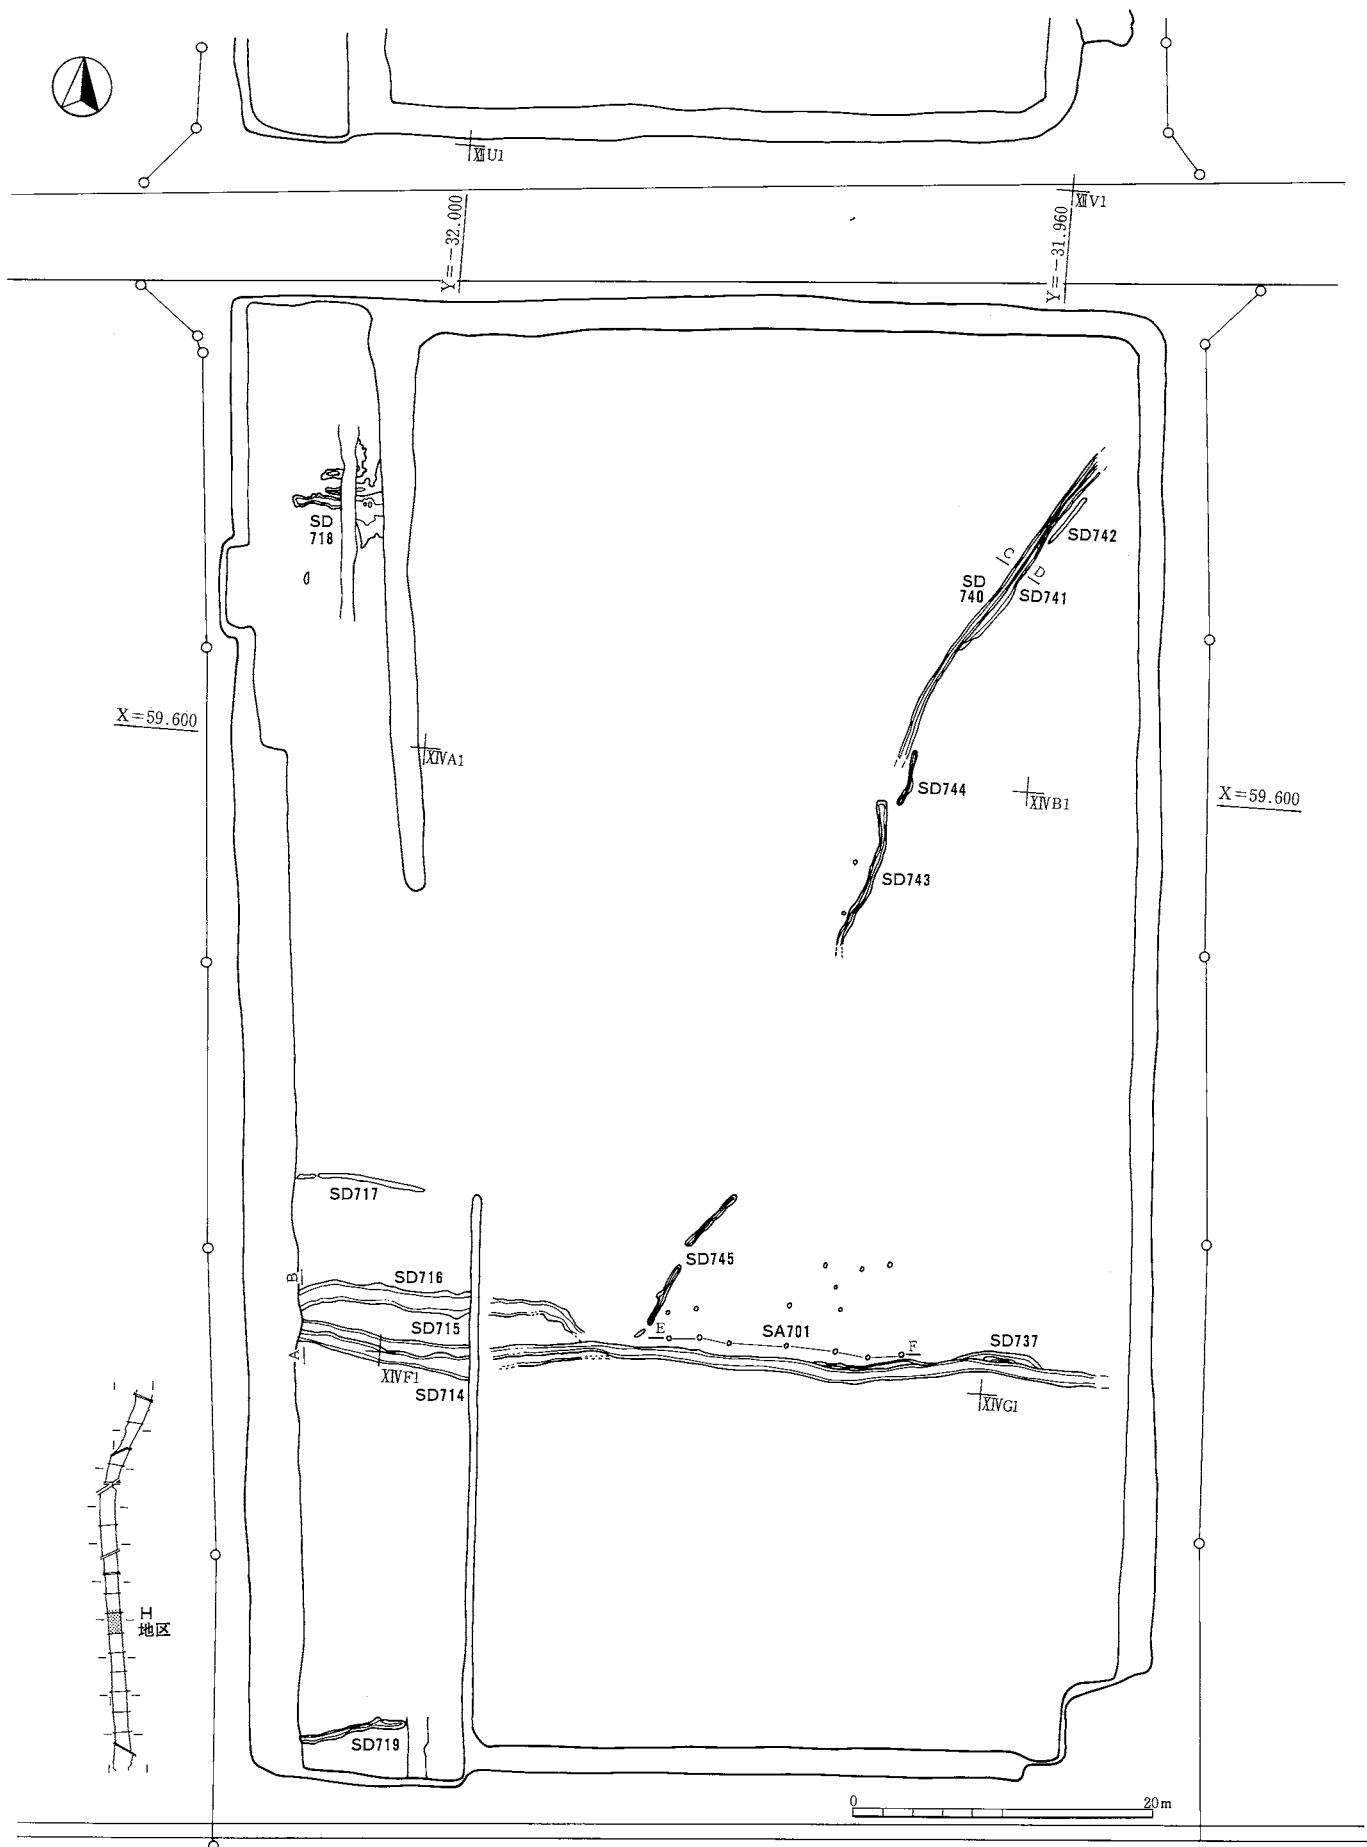 ⅫU1
ⅫV1
Y=-32.000
Y=-31.960
SD
718
SD742
C
D
SD
740
SD741
X=59.600
ⅪVA1
SD744
ⅪVB1
X=59.600
SD743
SD717
SD745
B
SD716
SD715
E
SA701
F
SD737
A
ⅪVF1
SD714
ⅪVG1
H
地区
SD719
0
20m